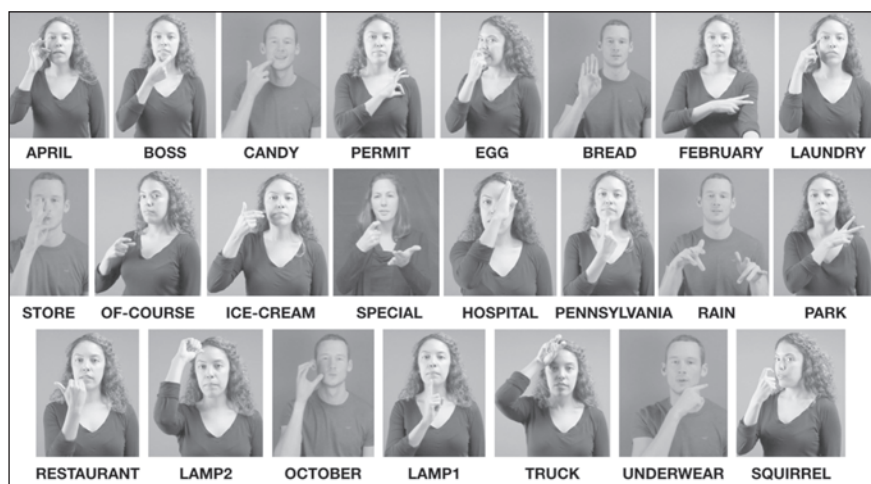 APRIL BOSS CANDY PERMIT EGG BREAD FEBRUARY LAUNDRY
STORE OF-COURSE ICE-CREAM SPECIAL HOSPITAL PENNSYLVANIA RAIN PARK
RESTAURANT LAMP2 OCTOBER LAMP1 TRUCK UNDERWEAR SQUIRREL